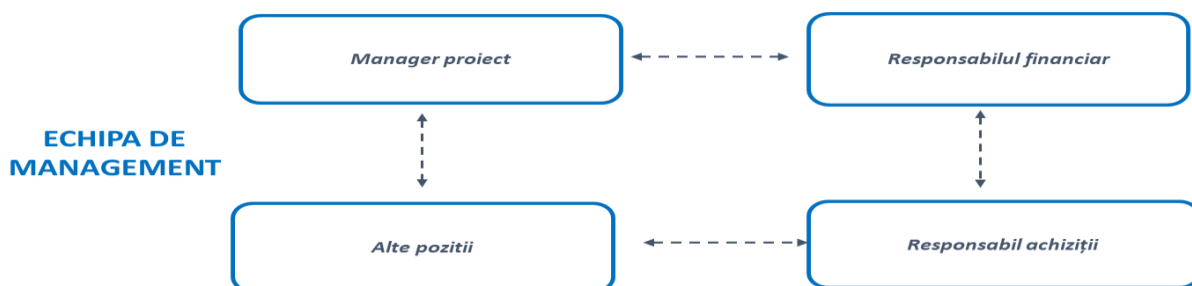 Manager proiect
Responsabilul financiar
ECHIPA DE
MANAGEMENT
Alte pozitii
Responsabil achiziții